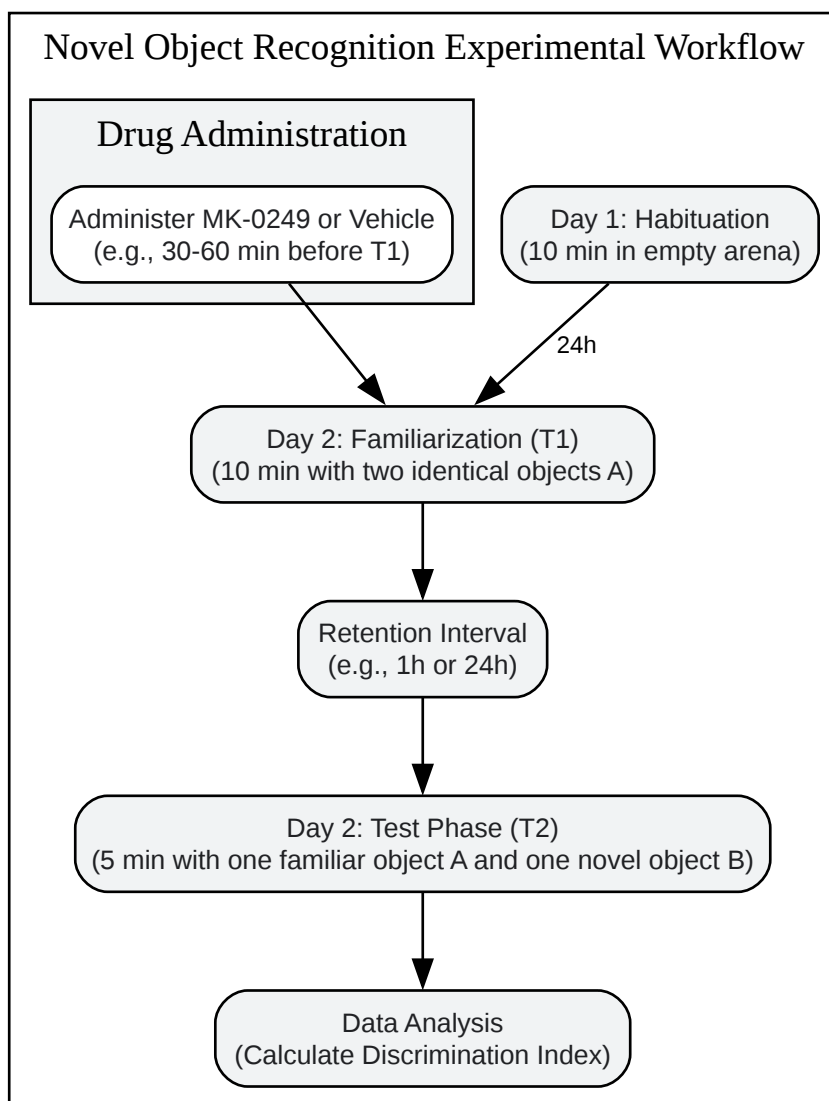 Novel Object Recognition Experimental Workflow
Drug Administration
Administer MK-0249 or Vehicle
(e.g., 30-60 min before T1)
Day 1: Habituation
(10 min in empty arena)
24h
Day 2: Familiarization (T1)
(10 min with two identical objects A)
Retention Interval
(e.g., 1h or 24h)
Day 2: Test Phase (T2)
(5 min with one familiar object A and one novel object B)
Data Analysis
(Calculate Discrimination Index)